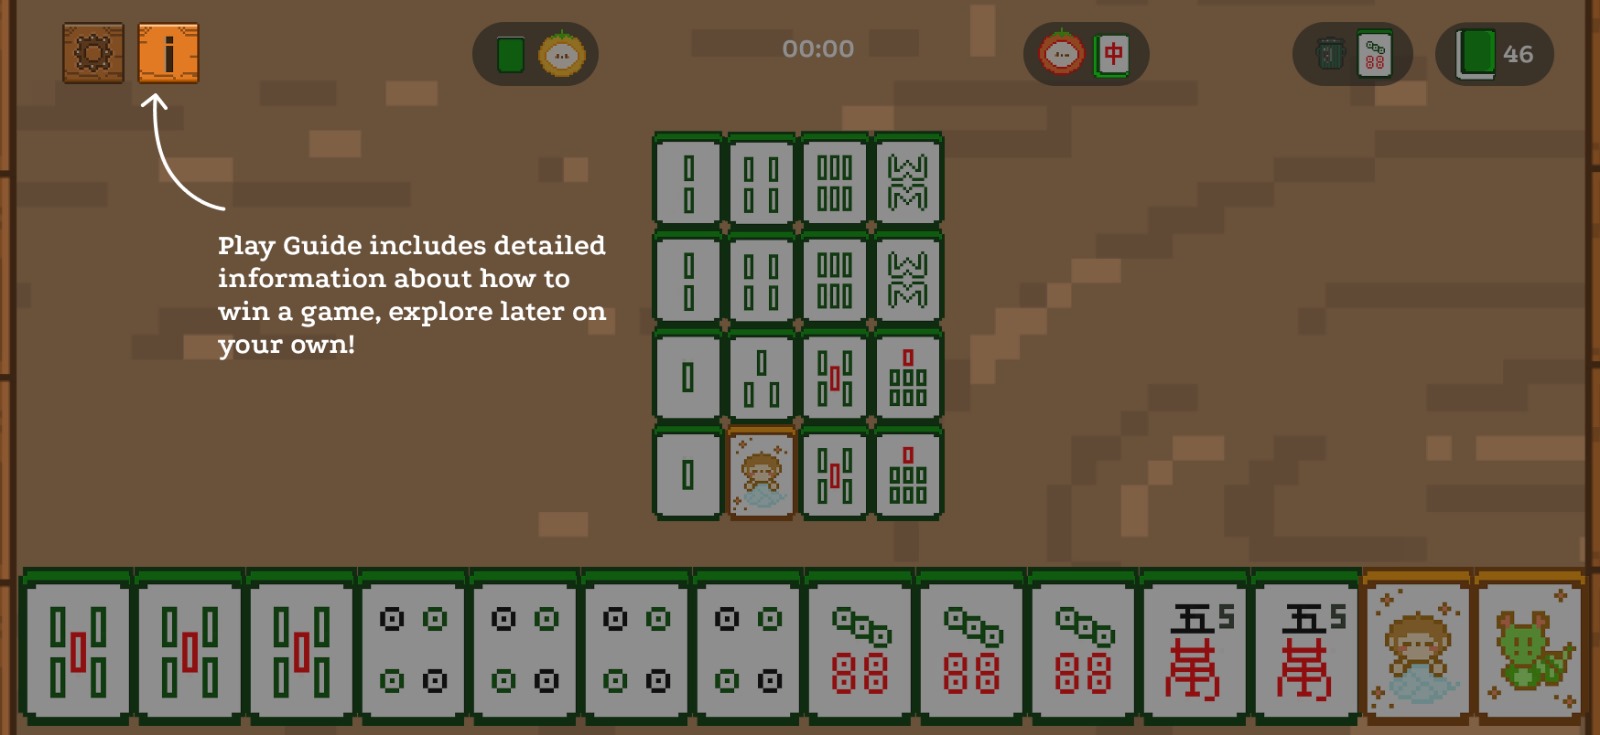 i
00:00
中
46
Play Guide includes detailed
information about how to
win a game, explore later on
your own!
五5
萬
五5
萬